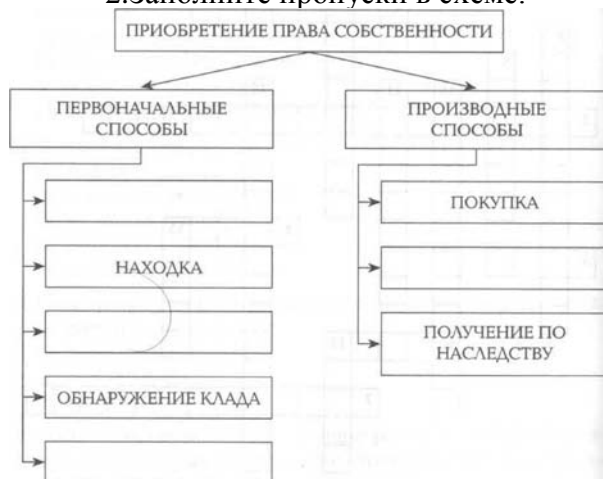 2.Заполните пропуски в схеме.
ПРИОБРЕТЕНИЕ ПРАВА СОБСТВЕННОСТИ
ПЕРВОНАЧАЛЬНЫЕ
СПОСОБЫ
НАХОДКА
ОБНАРУЖЕНИЕ КЛАДА
ПРОИЗВОДНЫЕ
СПОСОБЫ
ПОКУПКА
ПОЛУЧЕНИЕ ПО
НАСЛЕДСТВУ